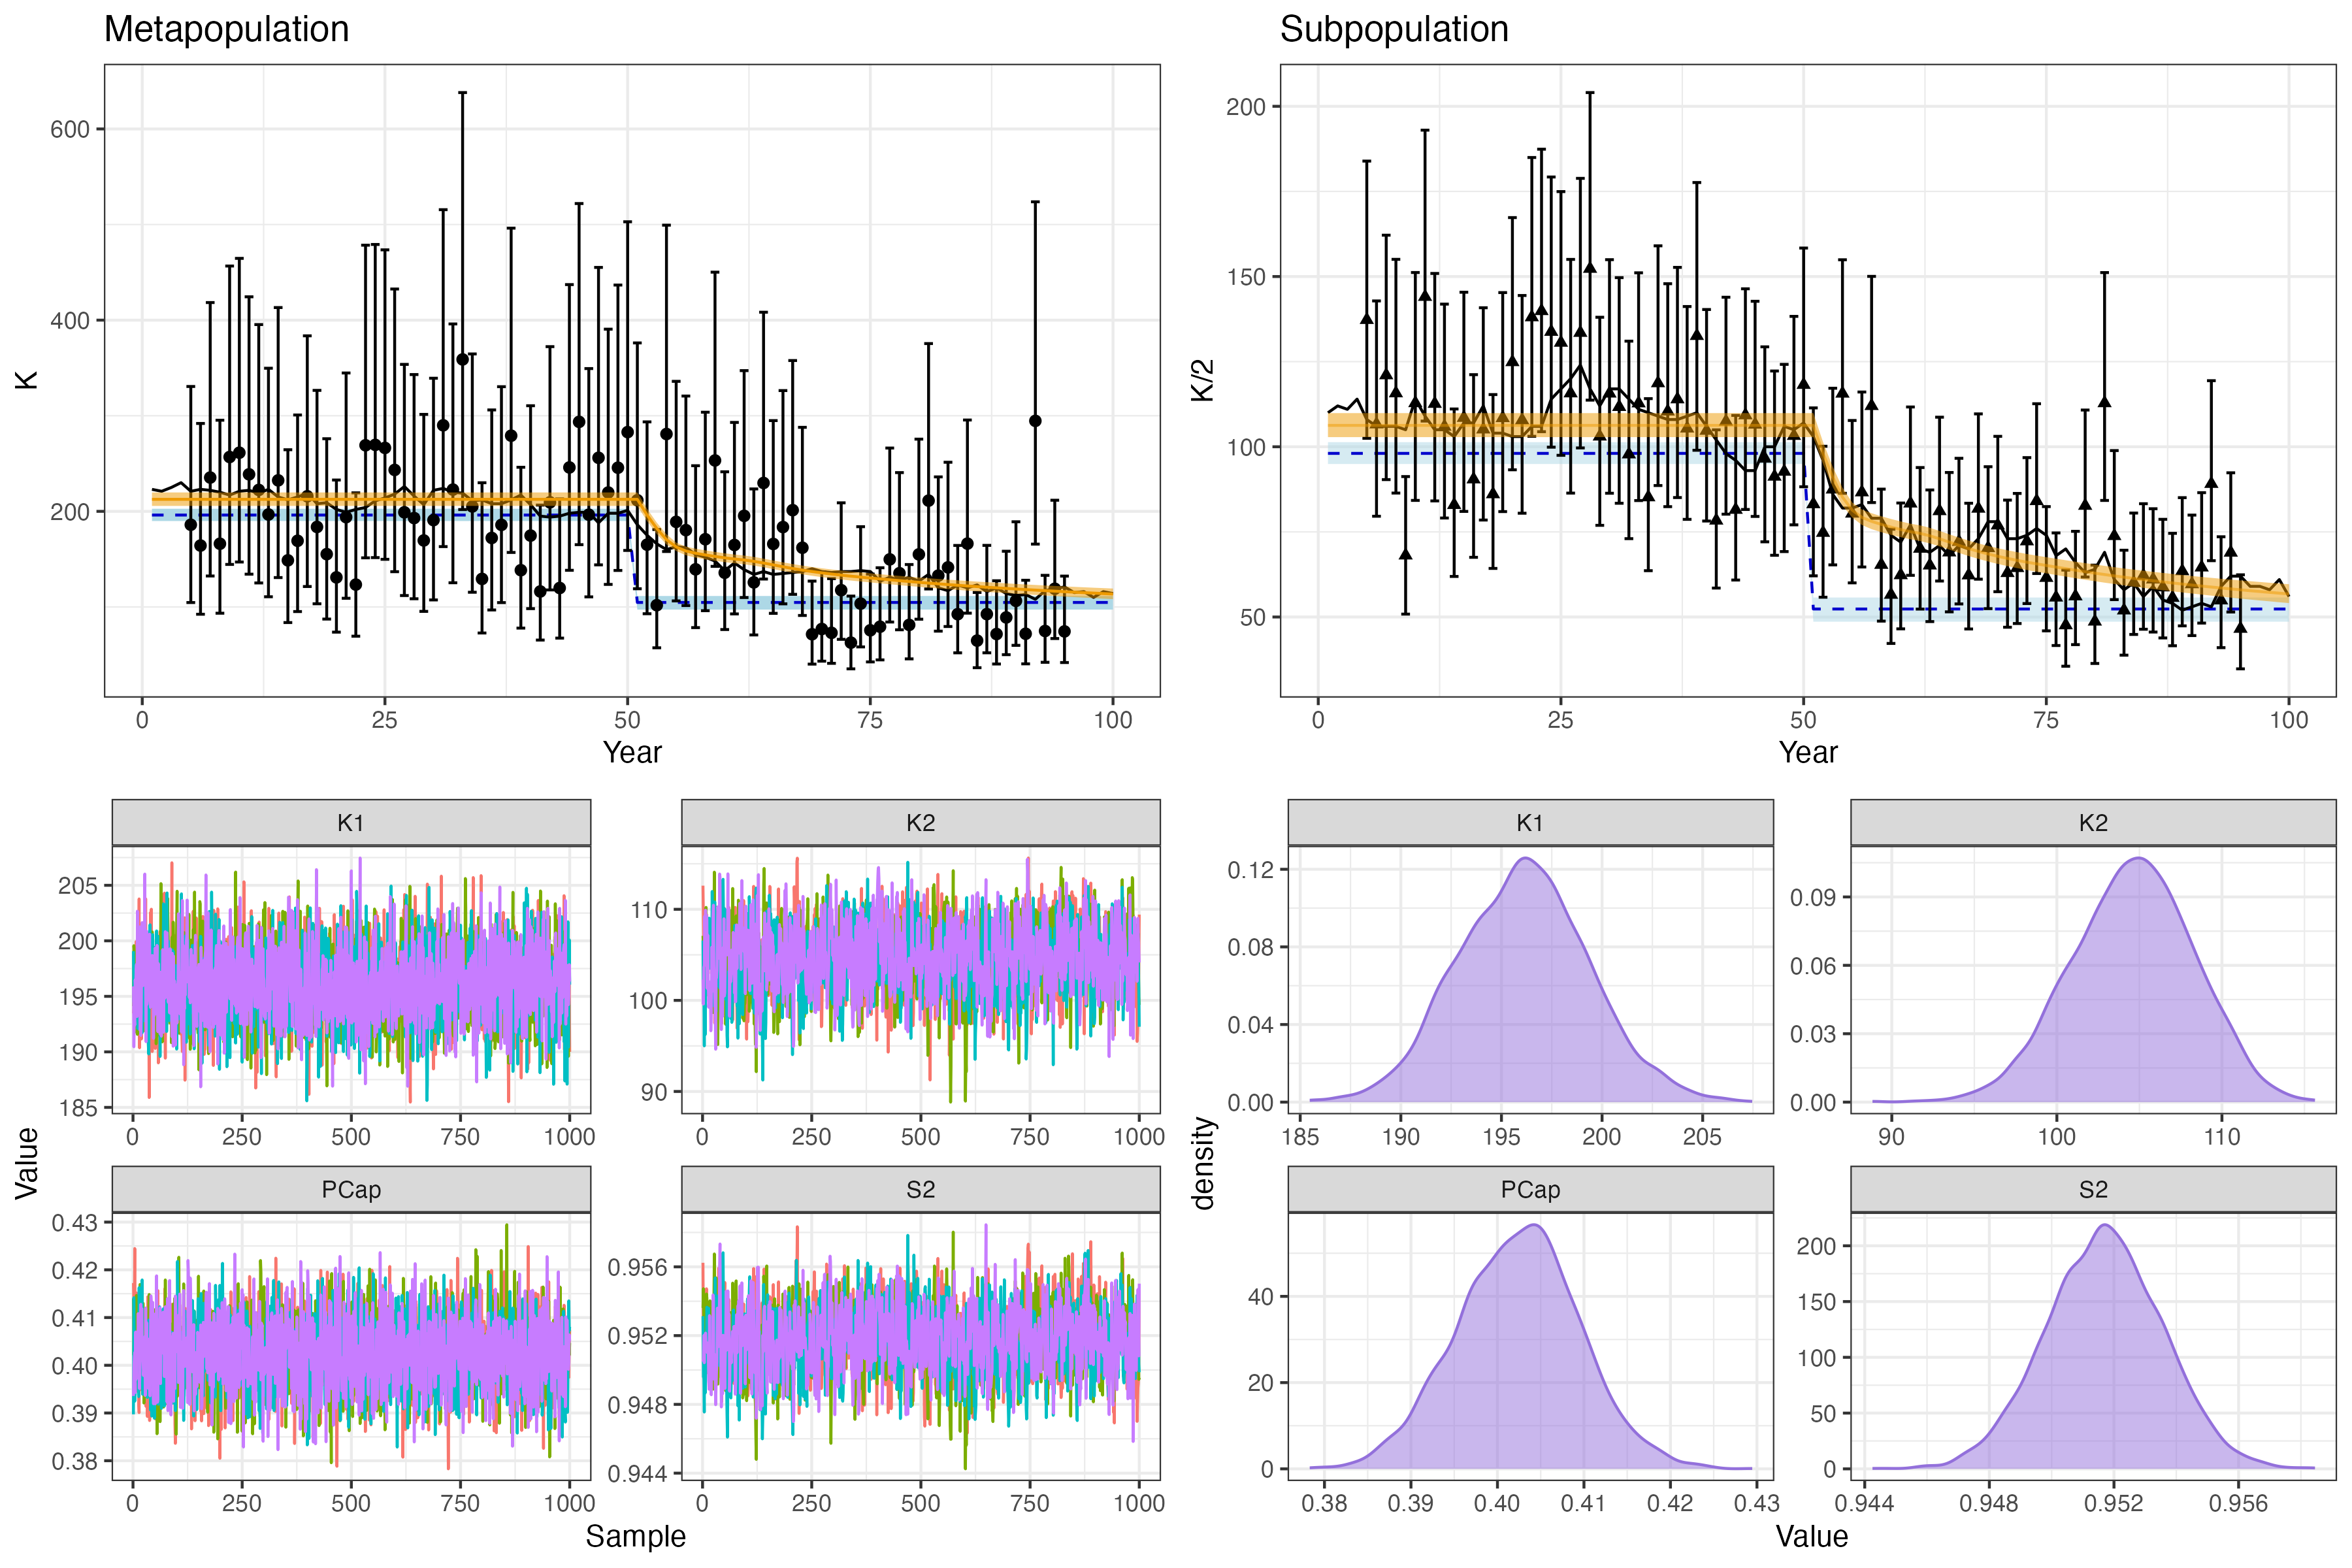 Metapopulation
600
400
200
K
0 25 50 75 100
Year
Subpopulation
200
150
100
50
K/2
0 25 50 75 100
Year
K1
205
200
195
190
185
0 250 500 750 1000
K2
110
100
90
0 250 500 750 1000
Value
PCap
0.43
0.42
0.41
0.40
0.39
0.38
0 250 500 750 1000
S2
0.956
0.952
0.948
0.944
0 250 500 750 1000
Sample
K1
0.12
0.08
0.04
0.00
185 190 195 200 205
K2
0.09
0.06
0.03
0.00
90 100 110
density
PCap
40
20
0
0.38 0.39 0.40 0.41 0.42 0.43
S2
200
150
100
50
0
0.944 0.948 0.952 0.956
Value